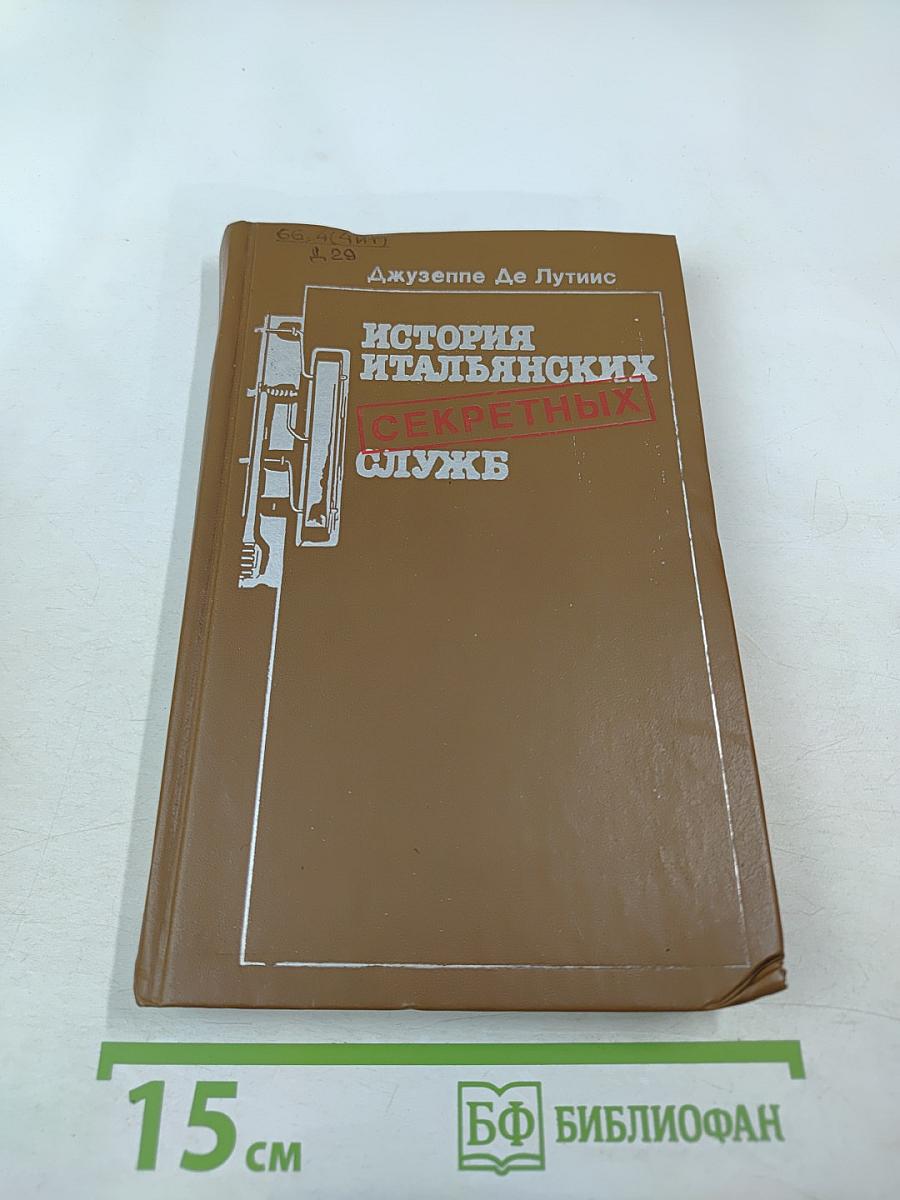 66.4(4ИТ)
Д29
Джузеппе Де Лутиис
ИСТОРИЯ
ИТАЛЬЯНСКИХ
СЕКРЕТНЫХ
СЛУЖБ
15 см
БФ БИБЛИОФАН